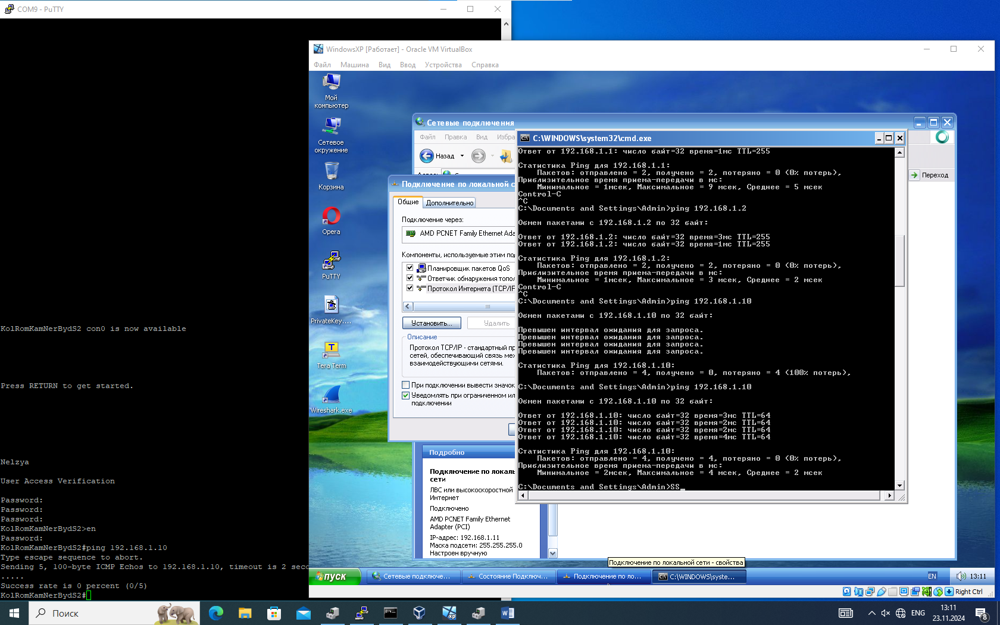 COM9 - PuTTY
KolRomKamNerBydS2 con0 is now available
Press RETURN to get started.
Nelzya
User Access Verification
Password:
Password:
Password:
KolRomKamNerBydS2>en
Password:
KolRomKamNerBydS2#ping 192.168.1.10
Type escape sequence to abort.
Sending 5, 100-byte ICMP Echos to 192.168.1.10, timeout is 2 seco
.....
Success rate is 0 percent (0/5)
KolRomKamNerBydS2#
WindowsXP [Работает] - Oracle VM VirtualBox
Файл Машина Вид Ввод Устройства Справка
Мой компьютер
Сетевое окружение
Корзина
Opera
PuTTY
PrivateKey....
Tera Term
Wireshark.exe
Сетевые подключения
Файл Правка Вид Избра
Назад
Переход
Подключение по локальной с
Общие Дополнительно
Подключение через:
AMD PCNET Family Ethernet Ada
Компоненты, используемые этим под
Планировщик пакетов QoS
Ответчик обнаружения топол
Протокол Интернета (TCP/IP
Установить... Удалить
Описание
Протокол TCP/IP - стандартный пр
сетей, обеспечивающий связь меж
взаимодействующими сетями.
При подключении вывести значок
Уведомлять при ограниченном ил
подключении
Подробно
Подключение по локаль
сети
ЛВС или высокоскоростной
Интернет
Подключено
AMD PCNET Family Ethernet
Adapter (PCI)
IP-адрес: 192.168.1.11
Маска подсети: 255.255.255.0
Настроен вручную
C:\WINDOWS\system32\cmd.exe
Ответ от 192.168.1.1: число байт=32 время=1мс TTL=255
Статистика Ping для 192.168.1.1:
Пакетов: отправлено = 2, получено = 2, потеряно = 0 (0% потерь),
Приблизительное время приема-передачи в мс:
Минимальное = 1мсек, Максимальное = 9 мсек, Среднее = 5 мсек
Control-C
^C
C:\Documents and Settings\Admin>ping 192.168.1.2
Обмен пакетами с 192.168.1.2 по 32 байт:
Ответ от 192.168.1.2: число байт=32 время=3мс TTL=255
Ответ от 192.168.1.2: число байт=32 время=1мс TTL=255
Статистика Ping для 192.168.1.2:
Пакетов: отправлено = 2, получено = 2, потеряно = 0 (0% потерь),
Приблизительное время приема-передачи в мс:
Минимальное = 1мсек, Максимальное = 3 мсек, Среднее = 2 мсек
Control-C
^C
C:\Documents and Settings\Admin>ping 192.168.1.10
Обмен пакетами с 192.168.1.10 по 32 байт:
Превышен интервал ожидания для запроса.
Превышен интервал ожидания для запроса.
Превышен интервал ожидания для запроса.
Превышен интервал ожидания для запроса.
Статистика Ping для 192.168.1.10:
Пакетов: отправлено = 4, получено = 0, потеряно = 4 (100% потерь),
C:\Documents and Settings\Admin>ping 192.168.1.10
Обмен пакетами с 192.168.1.10 по 32 байт:
Ответ от 192.168.1.10: число байт=32 время=3мс TTL=64
Ответ от 192.168.1.10: число байт=32 время=2мс TTL=64
Ответ от 192.168.1.10: число байт=32 время=2мс TTL=64
Ответ от 192.168.1.10: число байт=32 время=4мс TTL=64
Статистика Ping для 192.168.1.10:
Пакетов: отправлено = 4, получено = 4, потеряно = 0 (0% потерь),
Приблизительное время приема-передачи в мс:
Минимальное = 2мсек, Максимальное = 4 мсек, Среднее = 2 мсек
C:\Documents and Settings\Admin>SS_
Подключение по локальной сети - свойства
пуск Сетевые подключе... Состояние Подключ... Подключение по ло... C:\WINDOWS\syste... EN 13:11
Right Ctrl
Поиск
ENG 13:11
23.11.2024
8